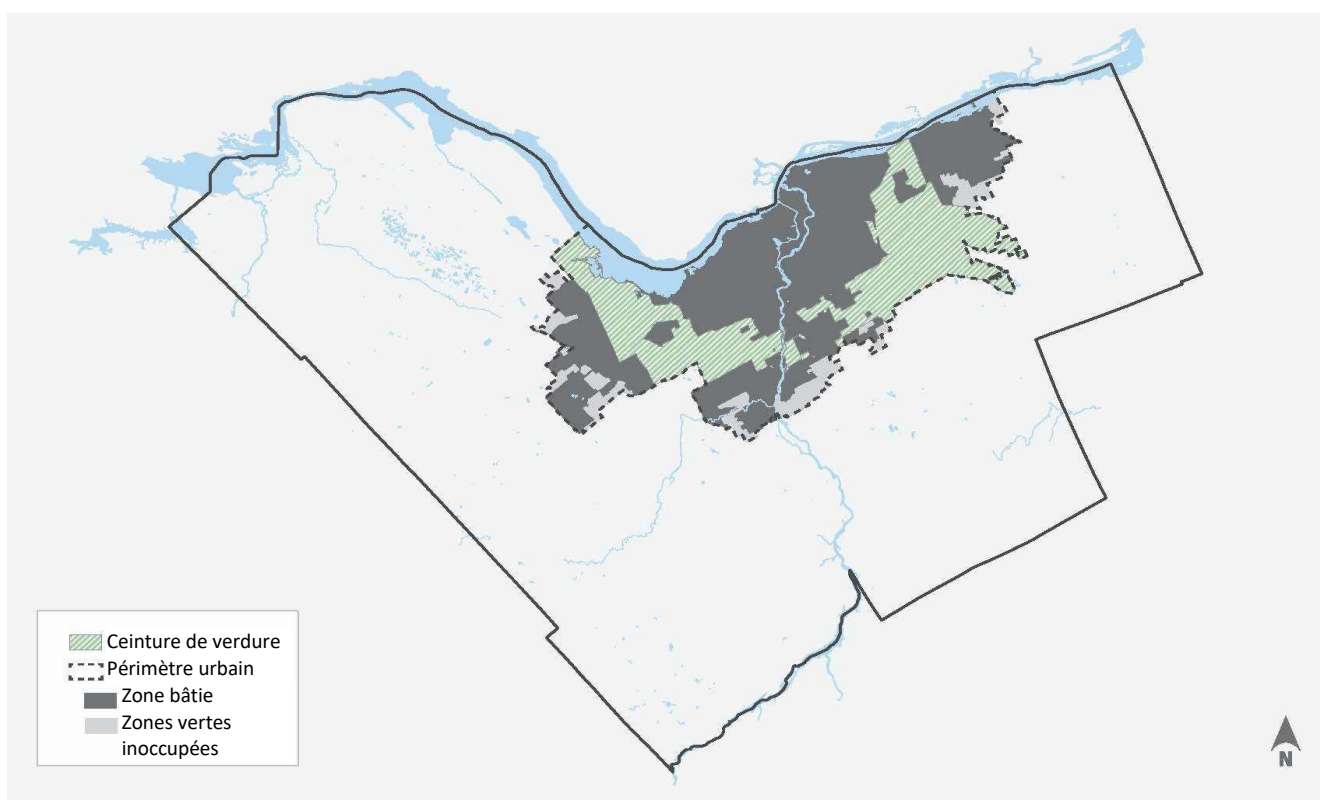 Ceinture de verdure
Périmètre urbain
Zone bâtie
Zones vertes
inoccupées
N